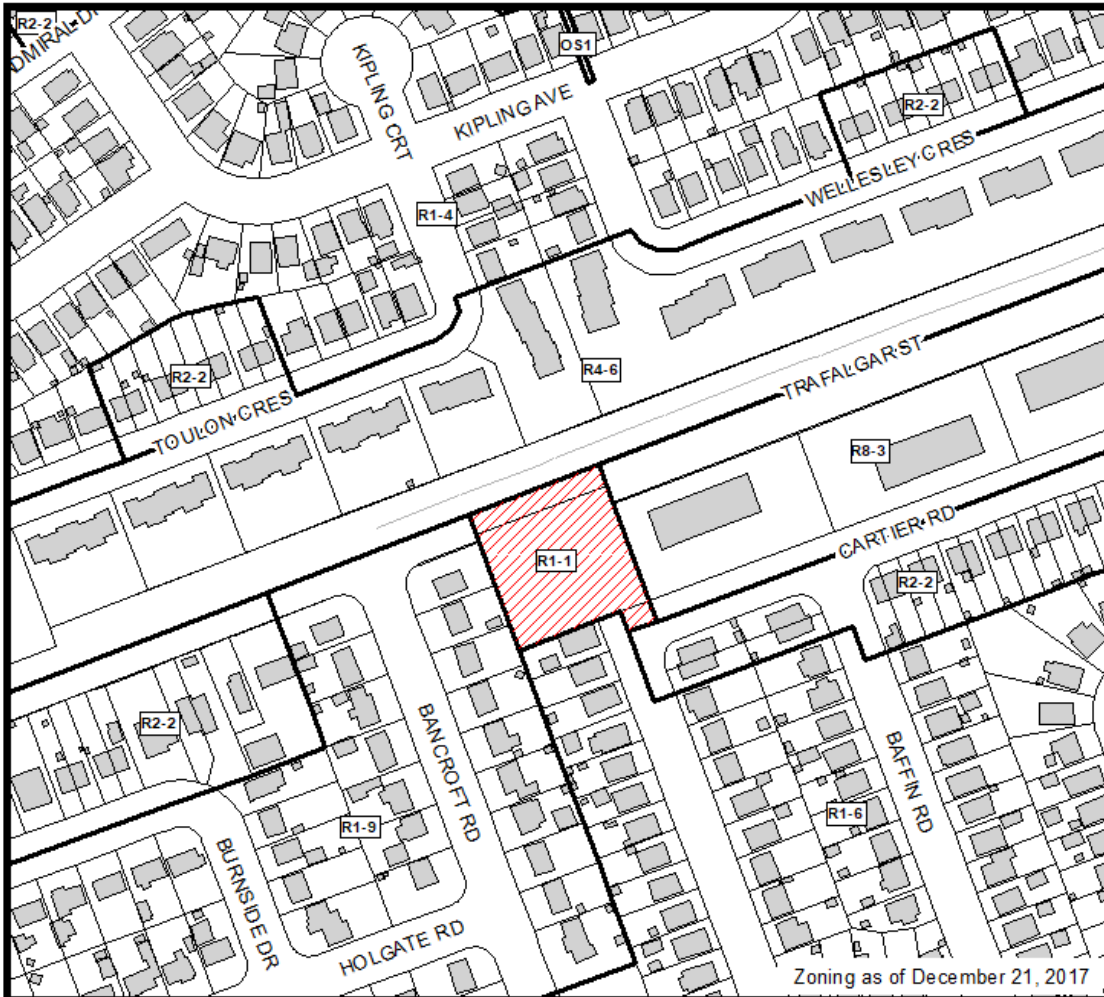 R2-2
DMIRAL D
OS1
KIPLING CRT
KIPLING AVE
R2-2
WELLESLEY CRES
R1-4
R2-2
R4-6
TRAFALGAR ST
TOULON CRES
R8-3
R1-1
CARTIER RD
R2-2
R2-2
BANCROFT RD
BAFFIN RD
R1-9
R1-6
BURNSIDE DR
HOLGATE RD
Zoning as of December 21, 2017